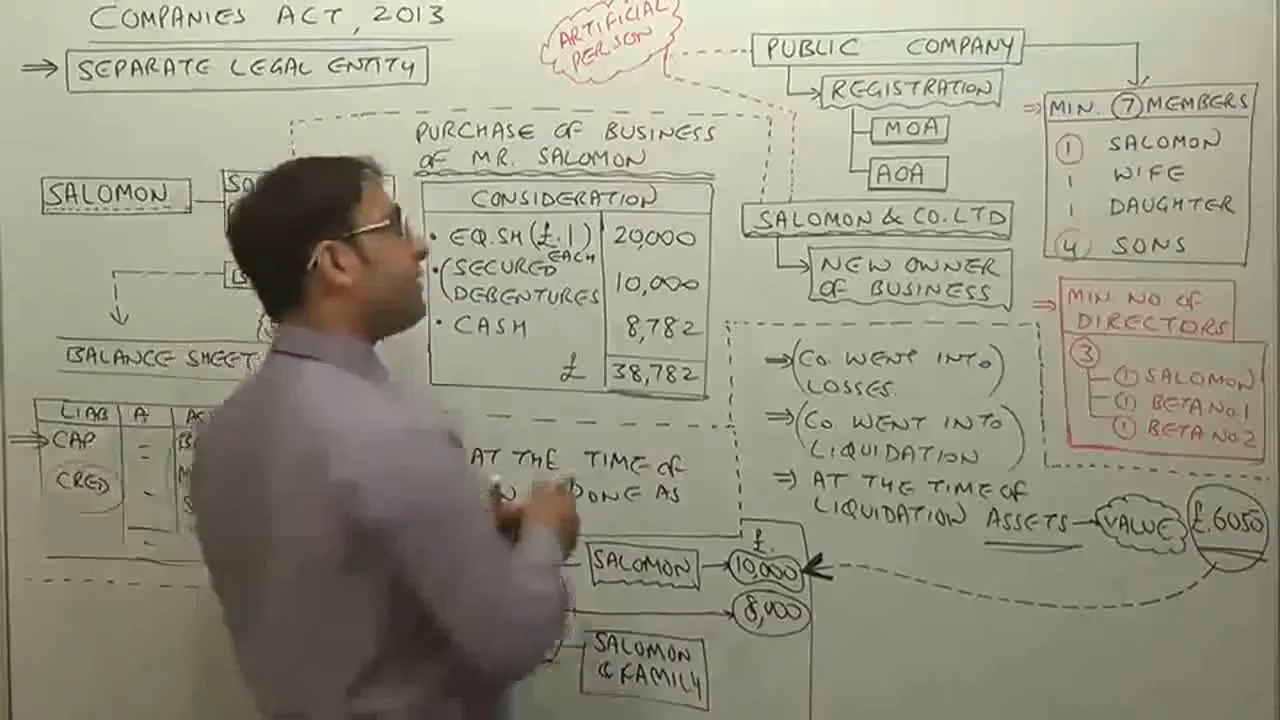 COMPANIES ACT, 2013
⇒ SEPARATE LEGAL ENTITY
ARTIFICIAL
PERSON
PUBLIC COMPANY
REGISTRATION
MOA
AOA
MIN. 7 MEMBERS
1 SALOMON
1 WIFE
1 DAUGHTER
4 SONS
PURCHASE OF BUSINESS
OF MR. SALOMON
SALOMON
CONSIDERATION
• EQ.SH (£.1) 20,000
EACH
• (SECURED
DEBENTURES 10,000
• CASH 8,782
£ 38,782
SALOMON & CO. LTD
NEW OWNER
OF BUSINESS
MIN. NO OF
DIRECTORS
3
1 SALOMON
1 BETA NO.1
1 BETA NO.2
BALANCE SHEET
LIAB A
CAP
CRED
⇒ (CO. WENT INTO
LOSSES.
⇒ (CO WENT INTO
LIQUIDATION)
⇒ AT THE TIME OF
LIQUIDATION ASSETS → VALUE £.6050
AT THE TIME OF
DONE AS
£.
SALOMON → 10,000
8,000
SALOMON
& FAMILY